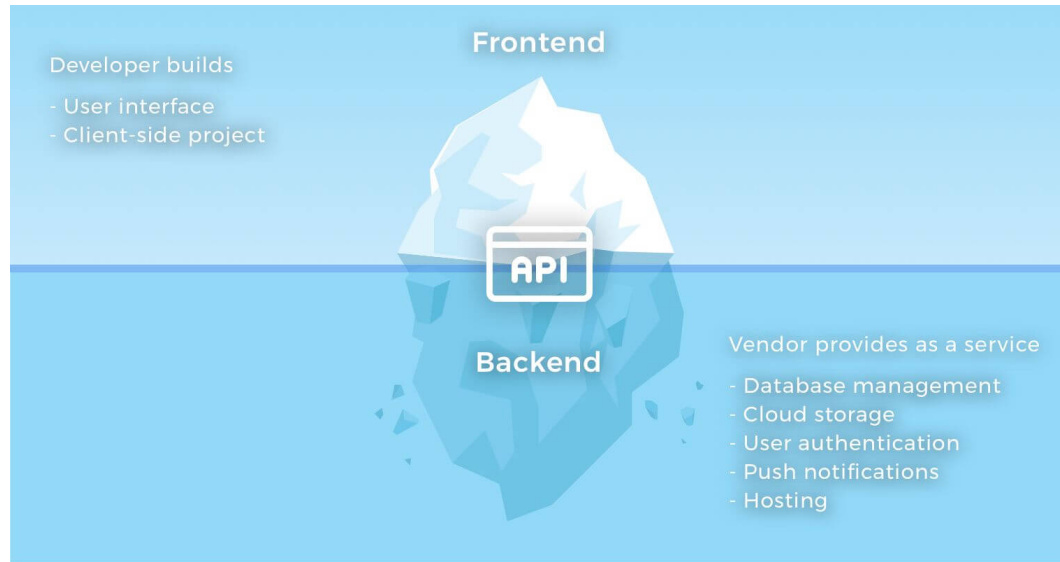 Frontend
Developer builds
- User interface
- Client-side project
API
Backend
Vendor provides as a service
- Database management
- Cloud storage
- User authentication
- Push notifications
- Hosting